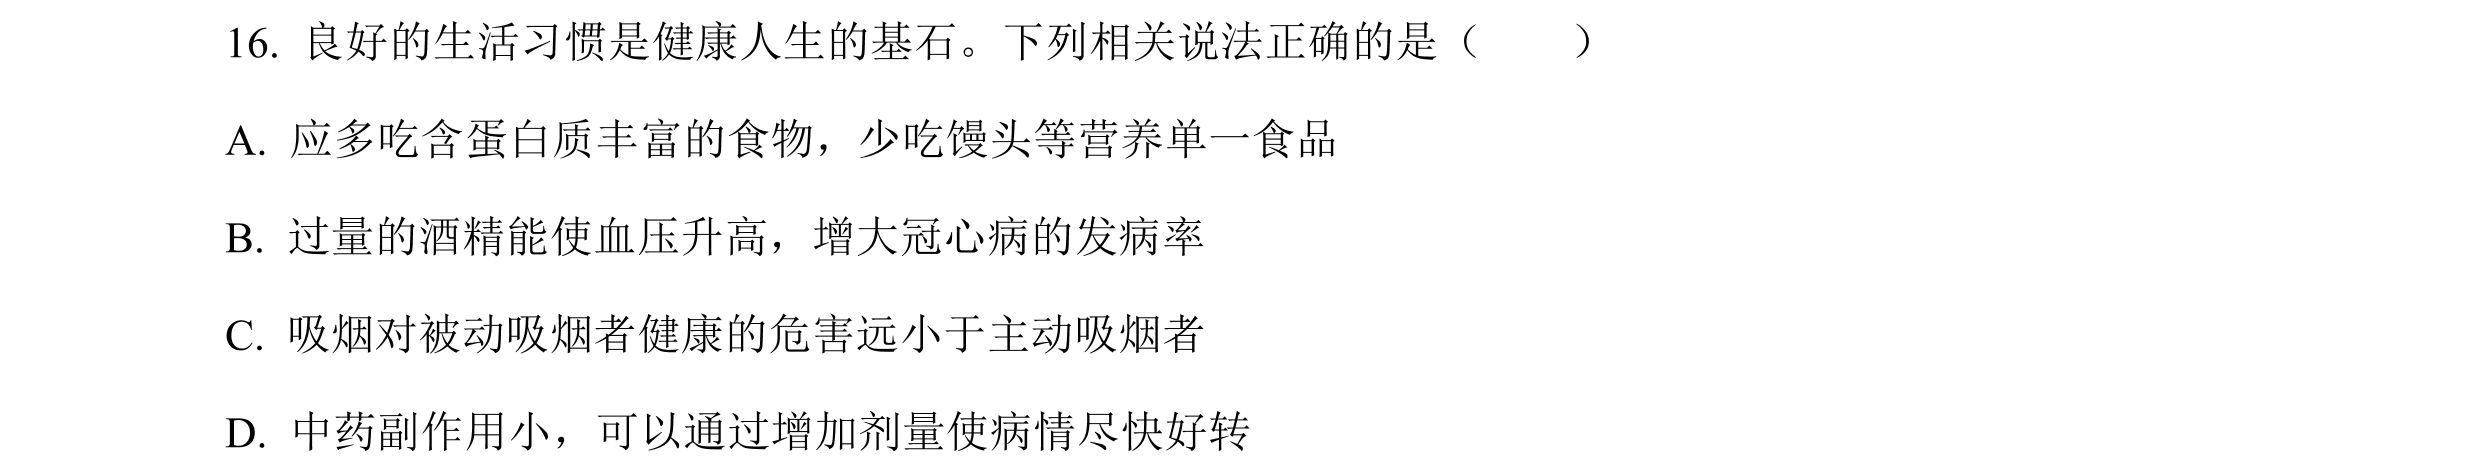 16. 良好的生活习惯是健康人生的基石。下列相关说法正确的是（　　）
A. 应多吃含蛋白质丰富的食物，少吃馒头等营养单一食品
B. 过量的酒精能使血压升高，增大冠心病的发病率
C. 吸烟对被动吸烟者健康的危害远小于主动吸烟者
D. 中药副作用小，可以通过增加剂量使病情尽快好转